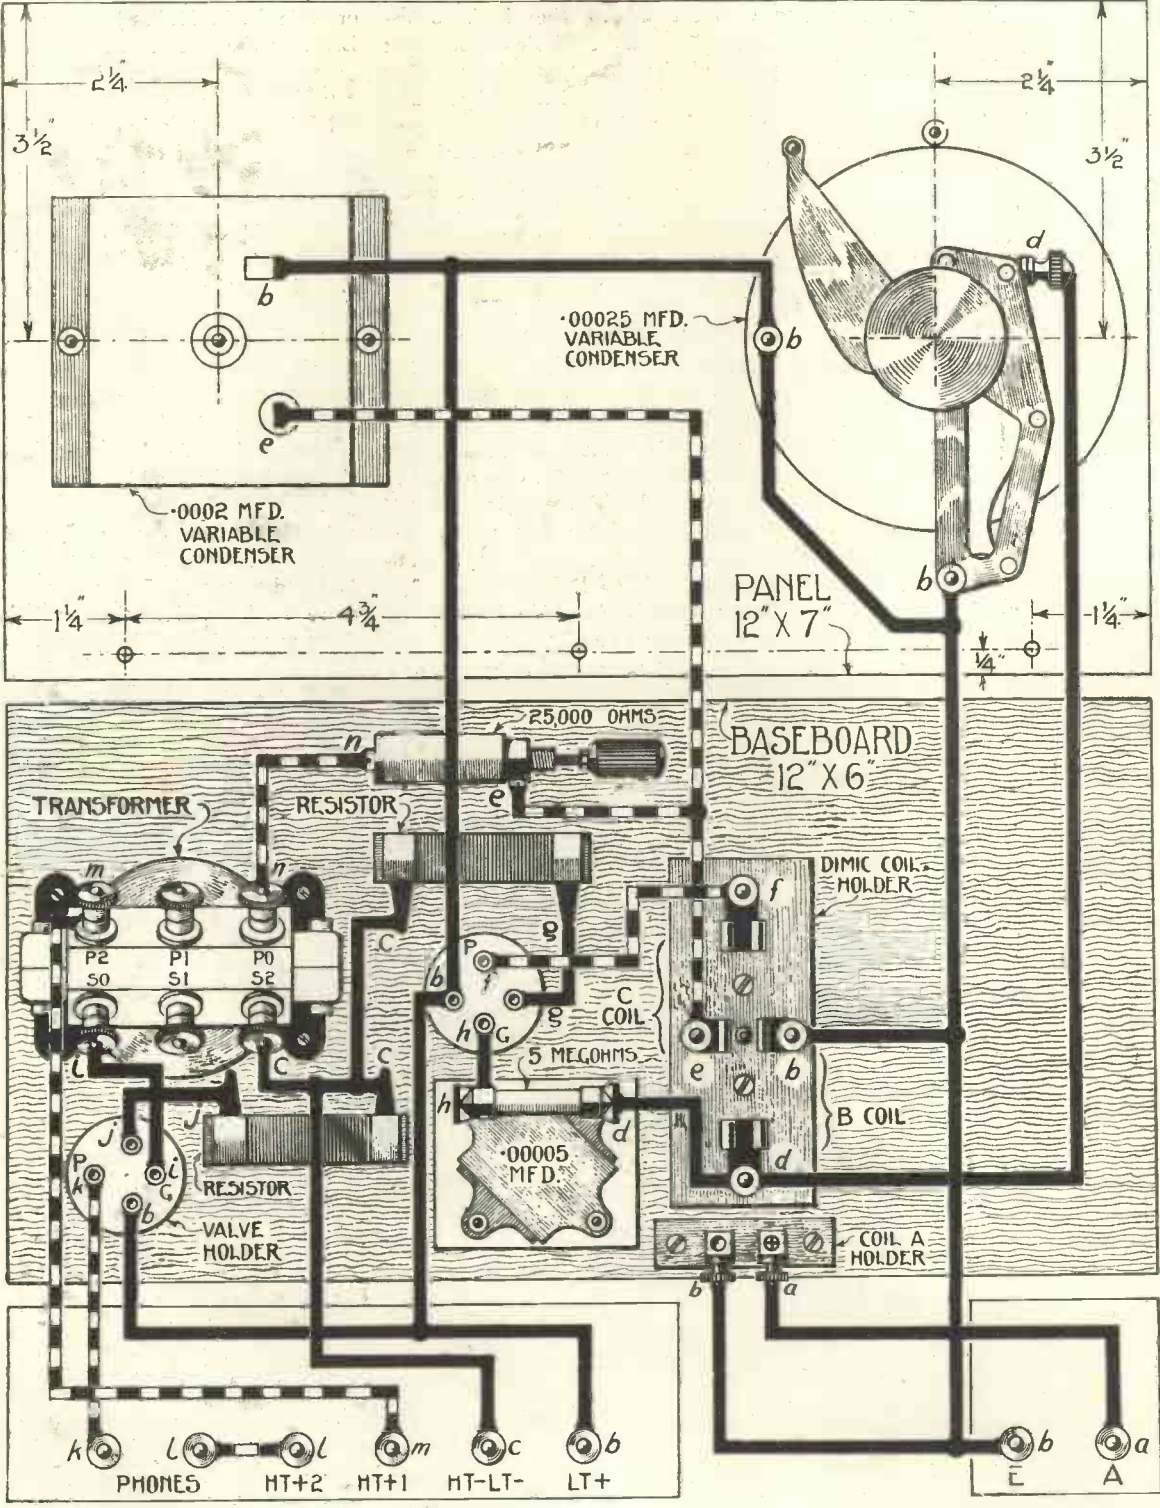 2¼"
2¼"
3½"
3½"
d
b
·00025 MFD.
VARIABLE
CONDENSER
b
e
·0002 MFD.
VARIABLE
CONDENSER
b
PANEL
12" X 7"
1¼"
4¾"
1¼"
¼"
25,000 OHMS
n
BASEBOARD
12" X 6"
e
TRANSFORMER
RESISTOR
DIMIC COIL
HOLDER
m
n
f
C
g
P2 P1 P0
S0 S1 S2
P
f
b
g
h
G
C
COIL
e
b
i
c
c
5 MEGOHMS
h
d
B COIL
j
j
·00005
MFD.
d
P
k
i
G
b
RESISTOR
VALVE
HOLDER
COIL A
HOLDER
b
a
k
l
l
m
c
b
b
a
PHONES
HT+2
HT+1
HT-LT-
LT+
E
A